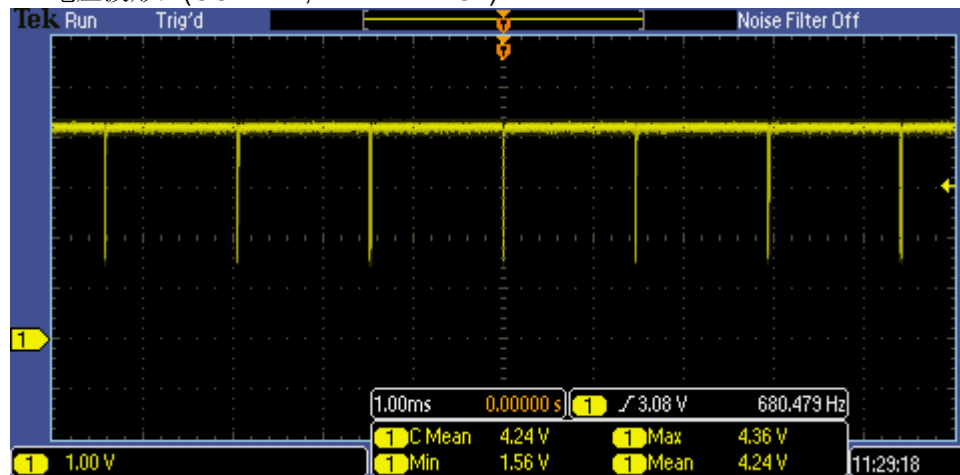 Tek Run Trig'd Noise Filter Off
1
1.00ms 0.00000 s 1 3.08 V 680.479 Hz
1 C Mean 4.24 V 1 Max 4.36 V
1 1.00 V 1 Min 1.56 V 1 Mean 4.24 V 11:29:18